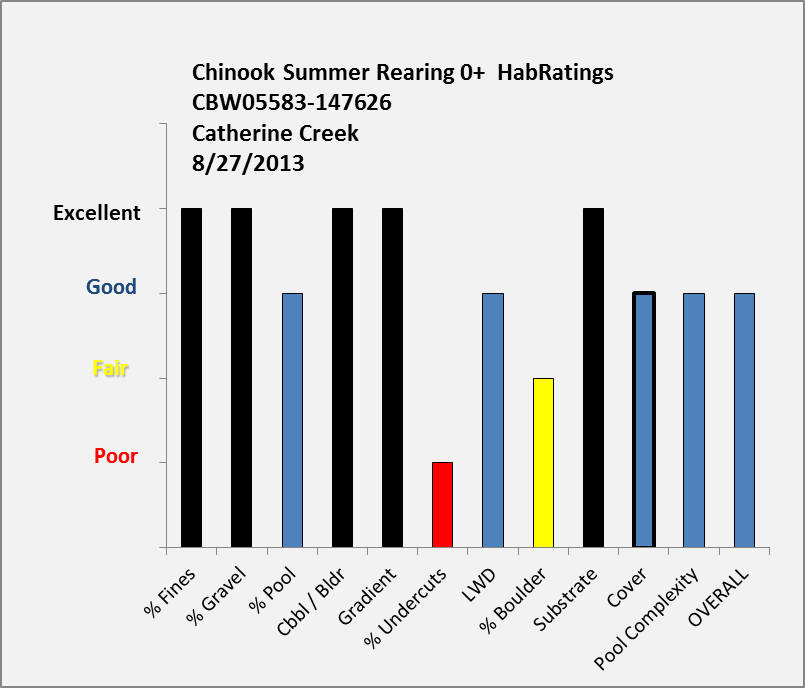 Chinook Summer Rearing 0+ HabRatings
CBW05583-147626
Catherine Creek
8/27/2013
Excellent
Good
Fair
Poor
% Fines
% Gravel
% Pool
Cbbl / Bldr
Gradient
% Undercuts
LWD
% Boulder
Substrate
Cover
Pool Complexity
OVERALL